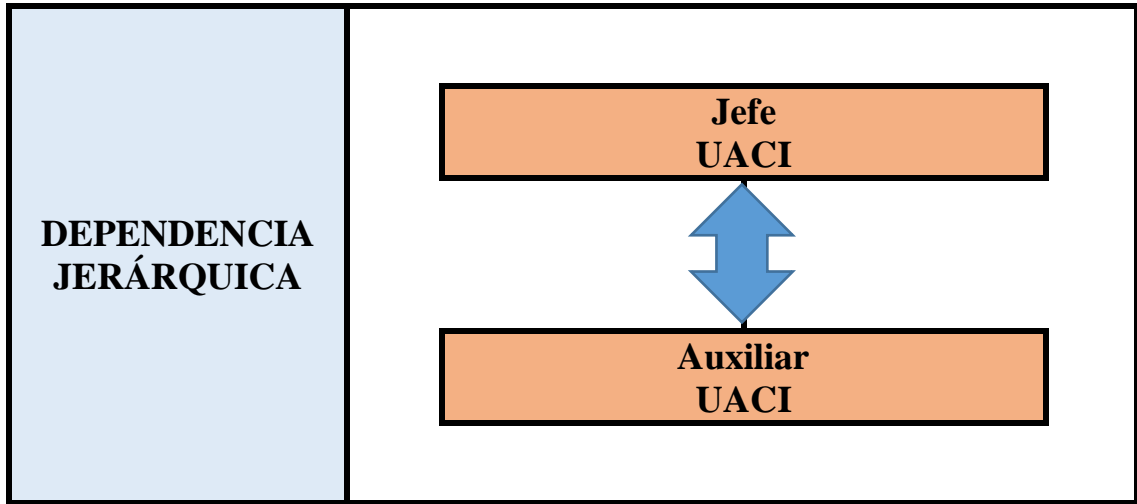 DEPENDENCIA
JERÁRQUICA
Jefe
UACI
Auxiliar
UACI